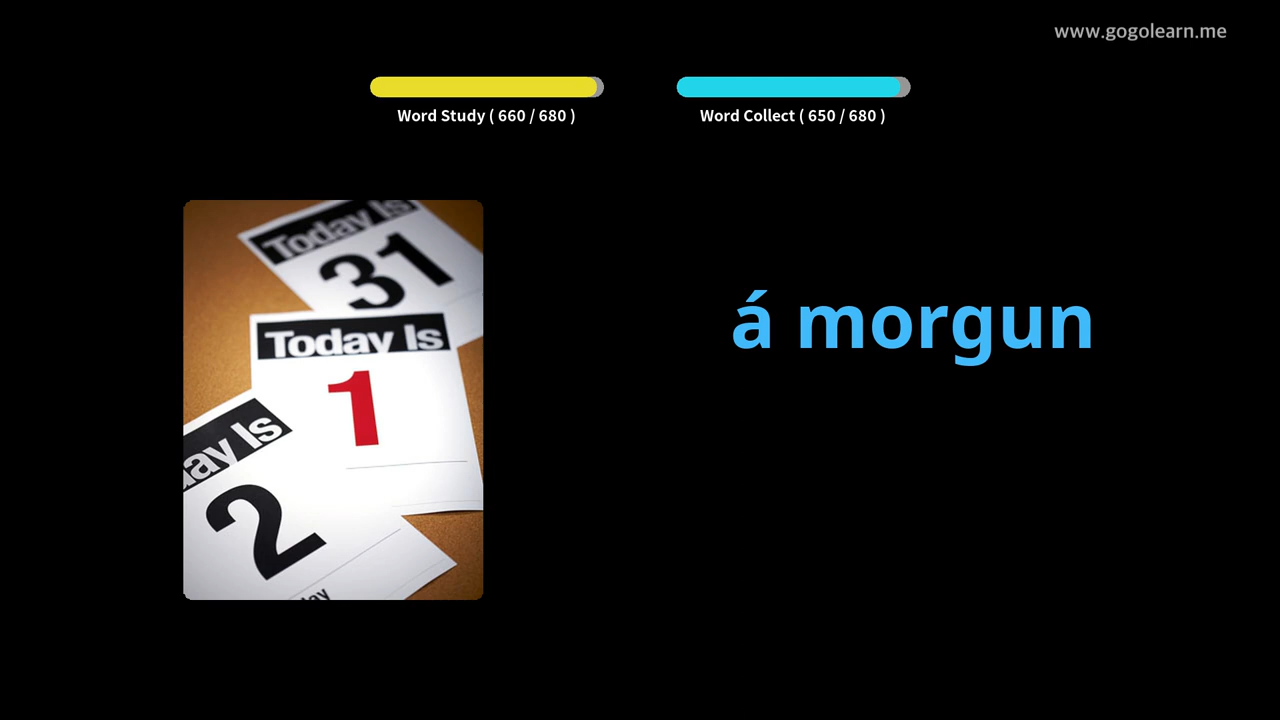 www.gogolearn.me
Word Study ( 660 / 680 )
Word Collect ( 650 / 680 )
Today Is
31
Today Is
1
ay Is
2
á morgun